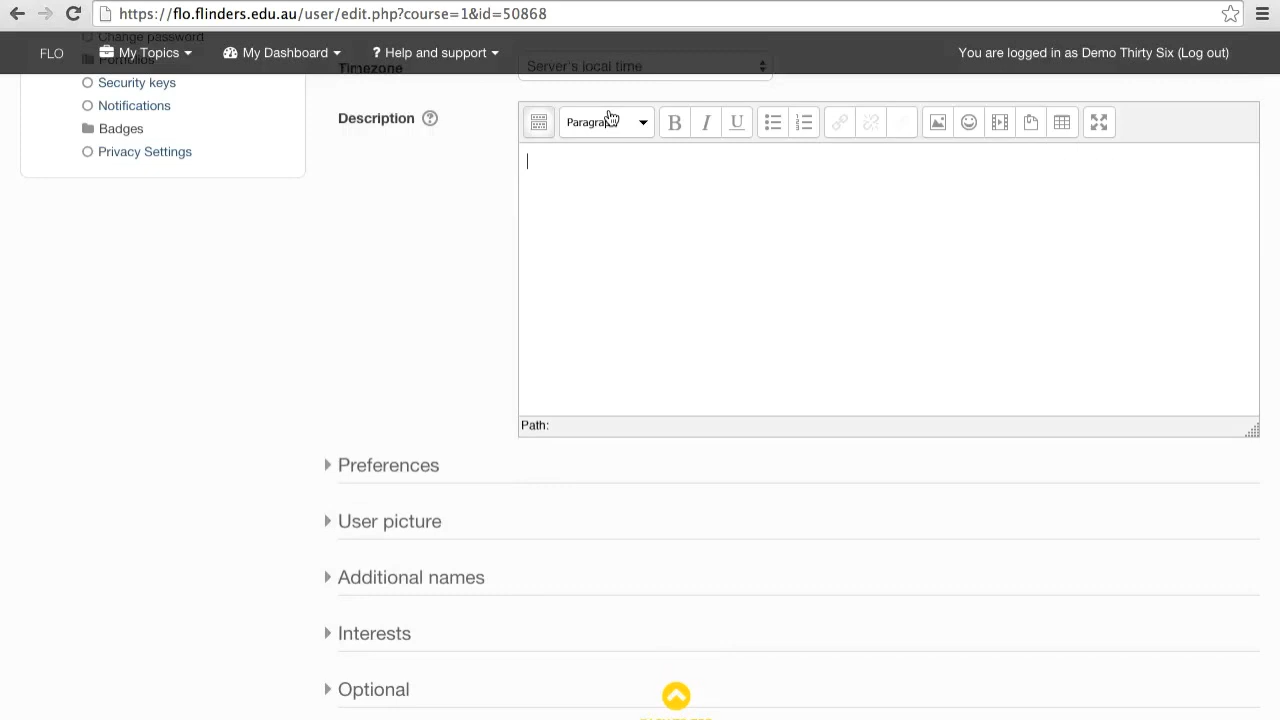 https://flo.flinders.edu.au/user/edit.php?course=1&id=50868
FLO My Topics My Dashboard ? Help and support You are logged in as Demo Thirty Six (Log out)
Change password
Portfolios
Security keys
Notifications
Badges
Privacy Settings
Timezone Server's local time
Description ?
Paragraph B I U
Path:
Preferences
User picture
Additional names
Interests
Optional